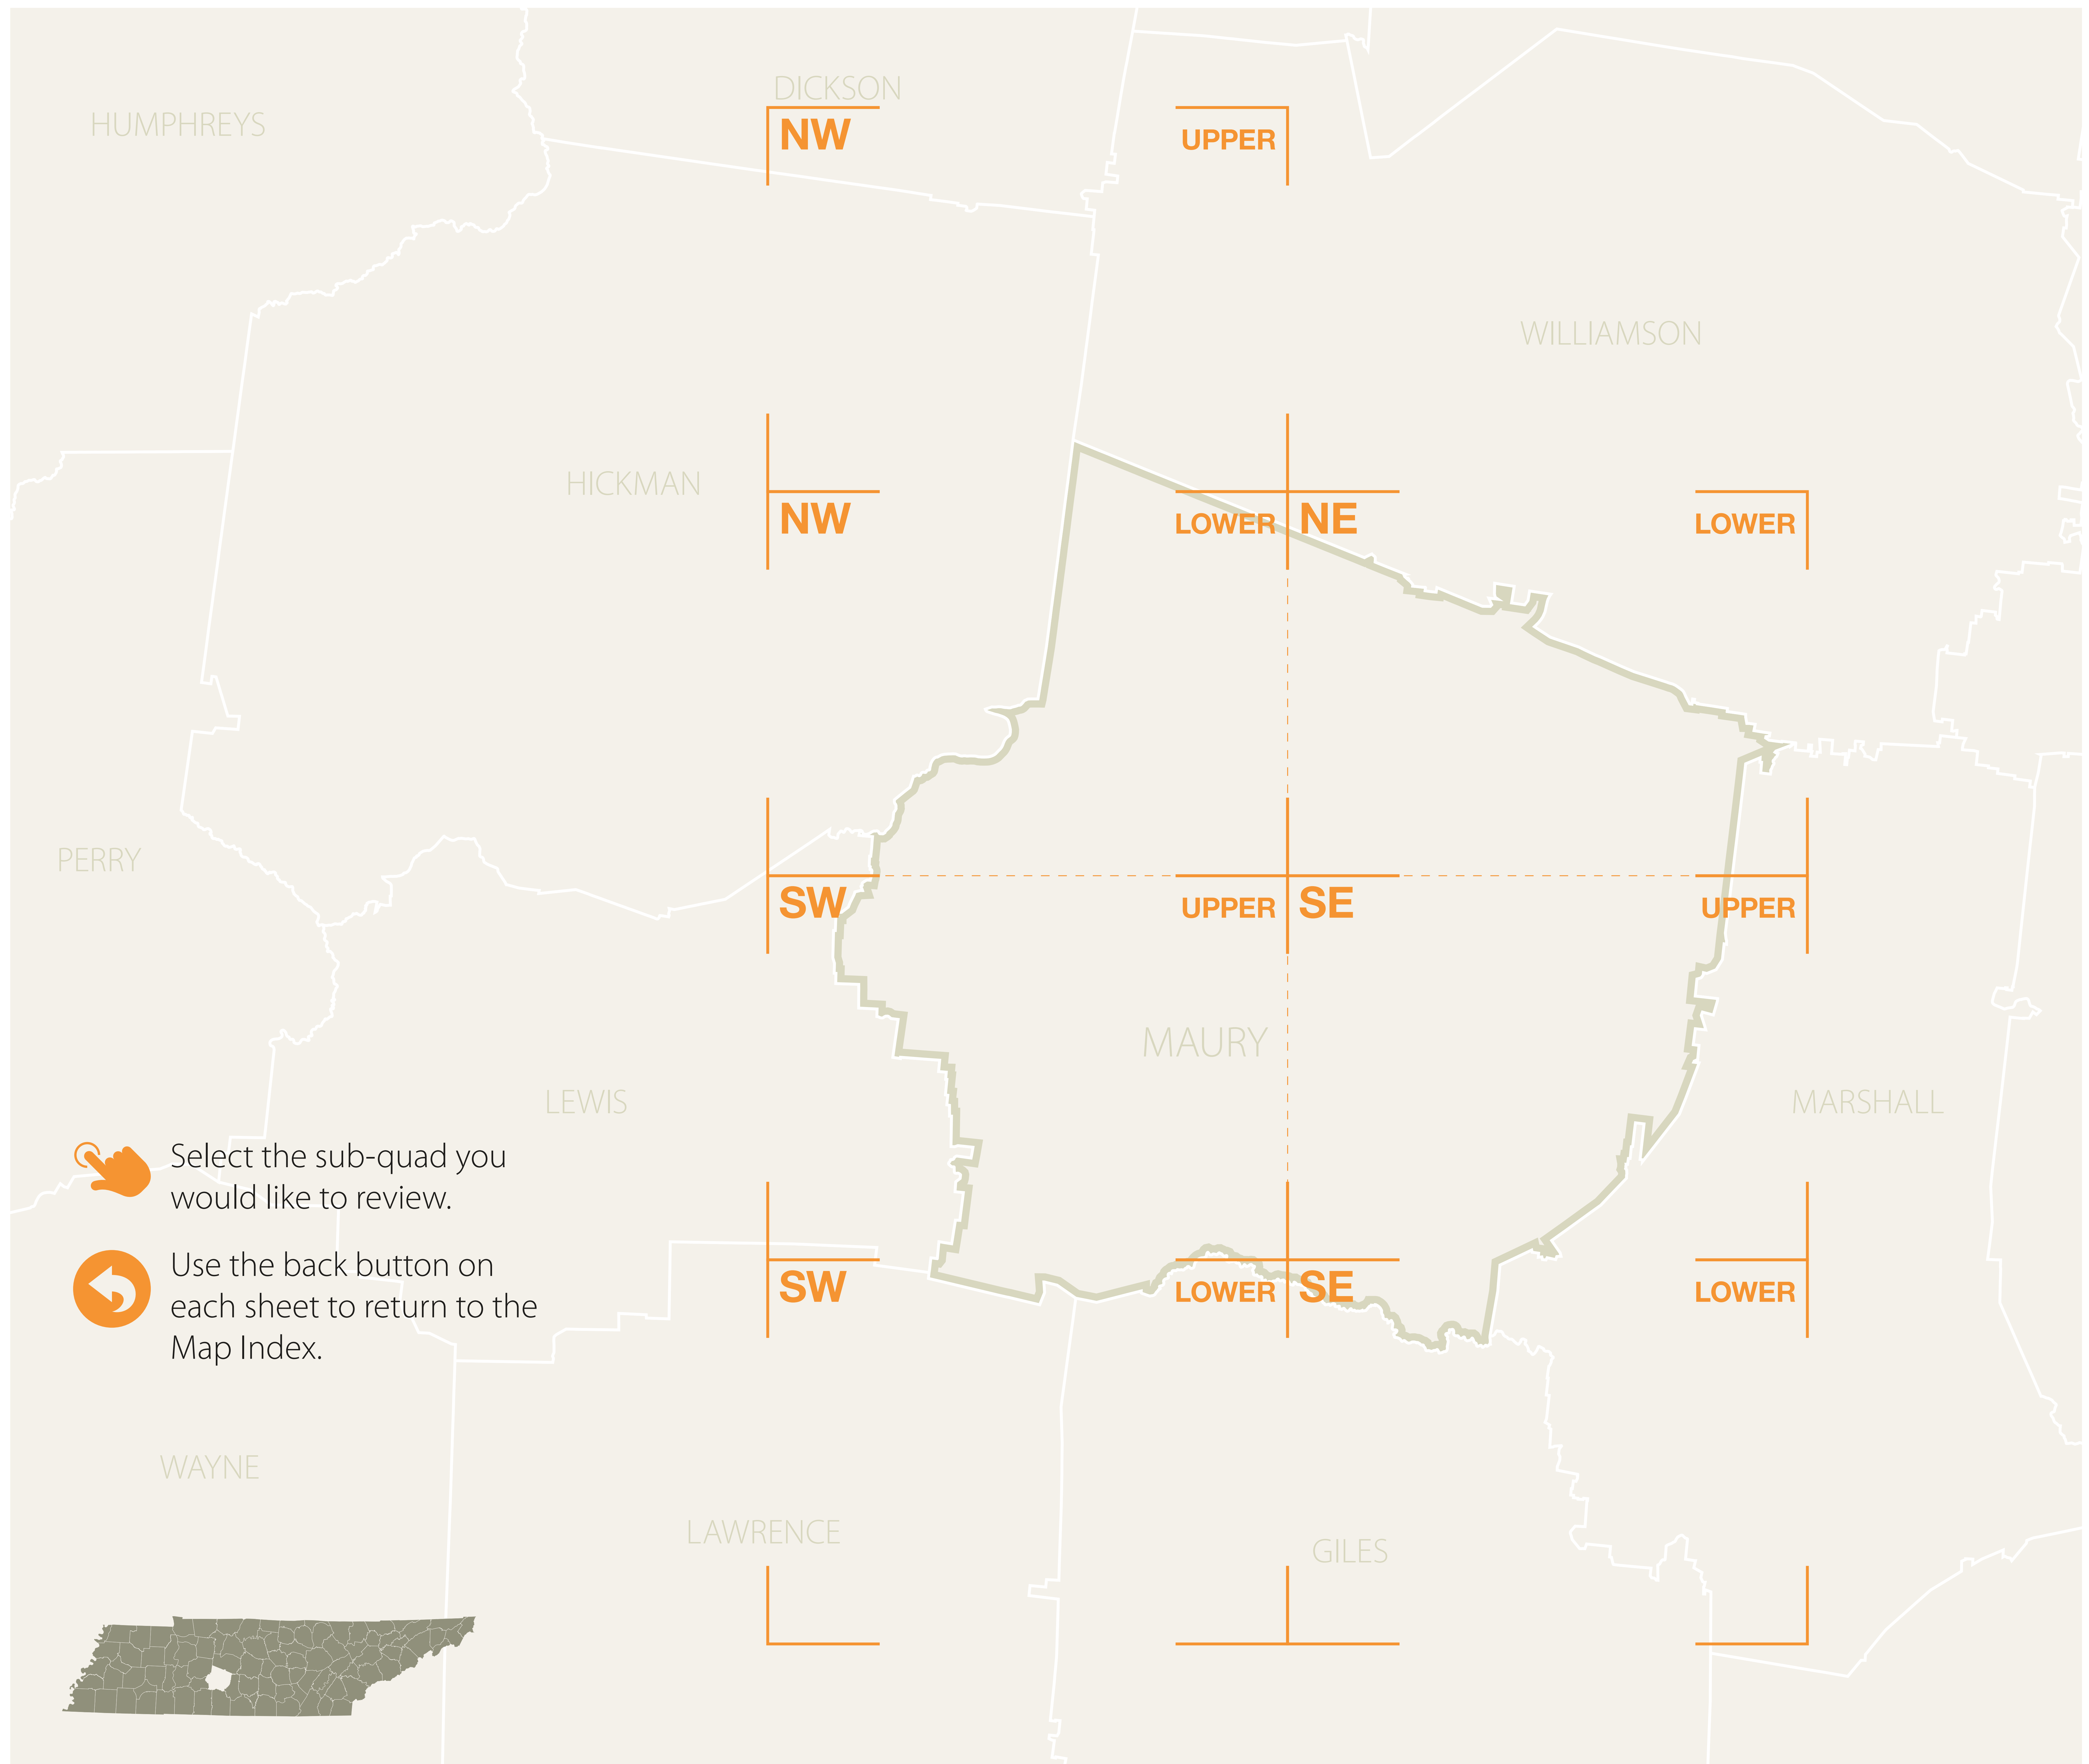 DICKSON
HUMPHREYS
NW UPPER
WILLIAMSON
HICKMAN
NW LOWER NE LOWER
PERRY
SW UPPER SE UPPER
MAURY
LEWIS
MARSHALL
Select the sub-quad you
would like to review.
Use the back button on
each sheet to return to the
Map Index.
SW LOWER SE LOWER
WAYNE
LAWRENCE
GILES